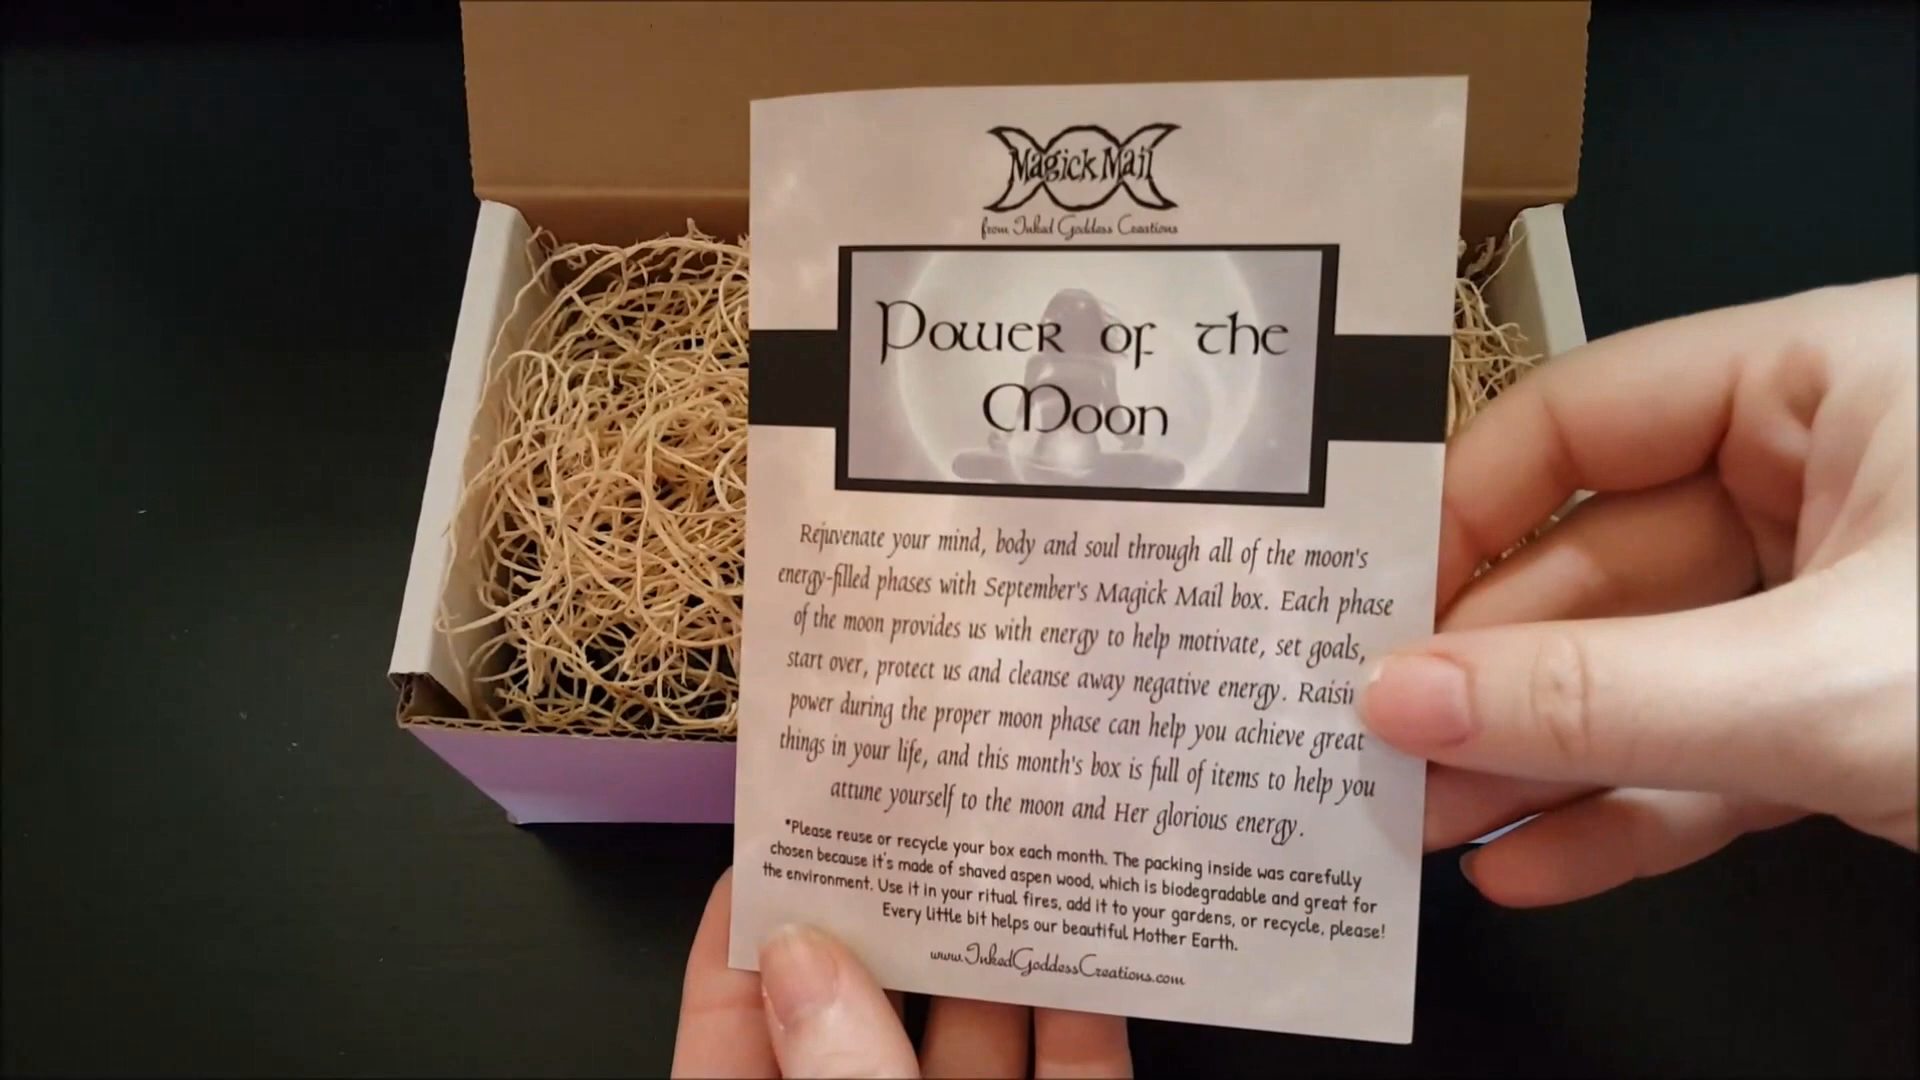 Magick Mail
from Inked Goddess Creations
Power of the
Moon
Rejuvenate your mind, body and soul through all of the moon's
energy-filled phases with September's Magick Mail box. Each phase
of the moon provides us with energy to help motivate, set goals,
start over, protect us and cleanse away negative energy.
power during the proper moon phase can help you achieve great
things in your life, and this month's box is full of items to help you
attune yourself to the moon and Her glorious energy.
*Please reuse or recycle your box each month. The packing inside was carefully
chosen because it's made of shaved aspen wood, which is biodegradable and great for
the environment. Use it in your ritual fires, add it to your gardens, or recycle, please!
Every little bit helps our beautiful Mother Earth.
www.InkedGoddessCreations.com